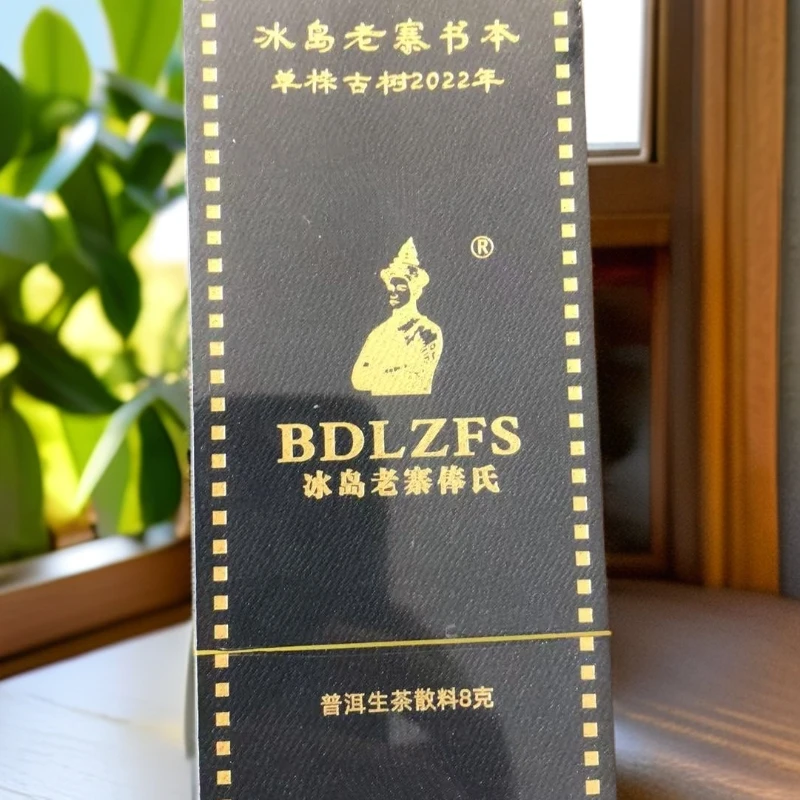 冰岛老寨书本
单株古树2022年
®
BDLZFS
冰岛老寨俸氏
普洱生茶散料8克